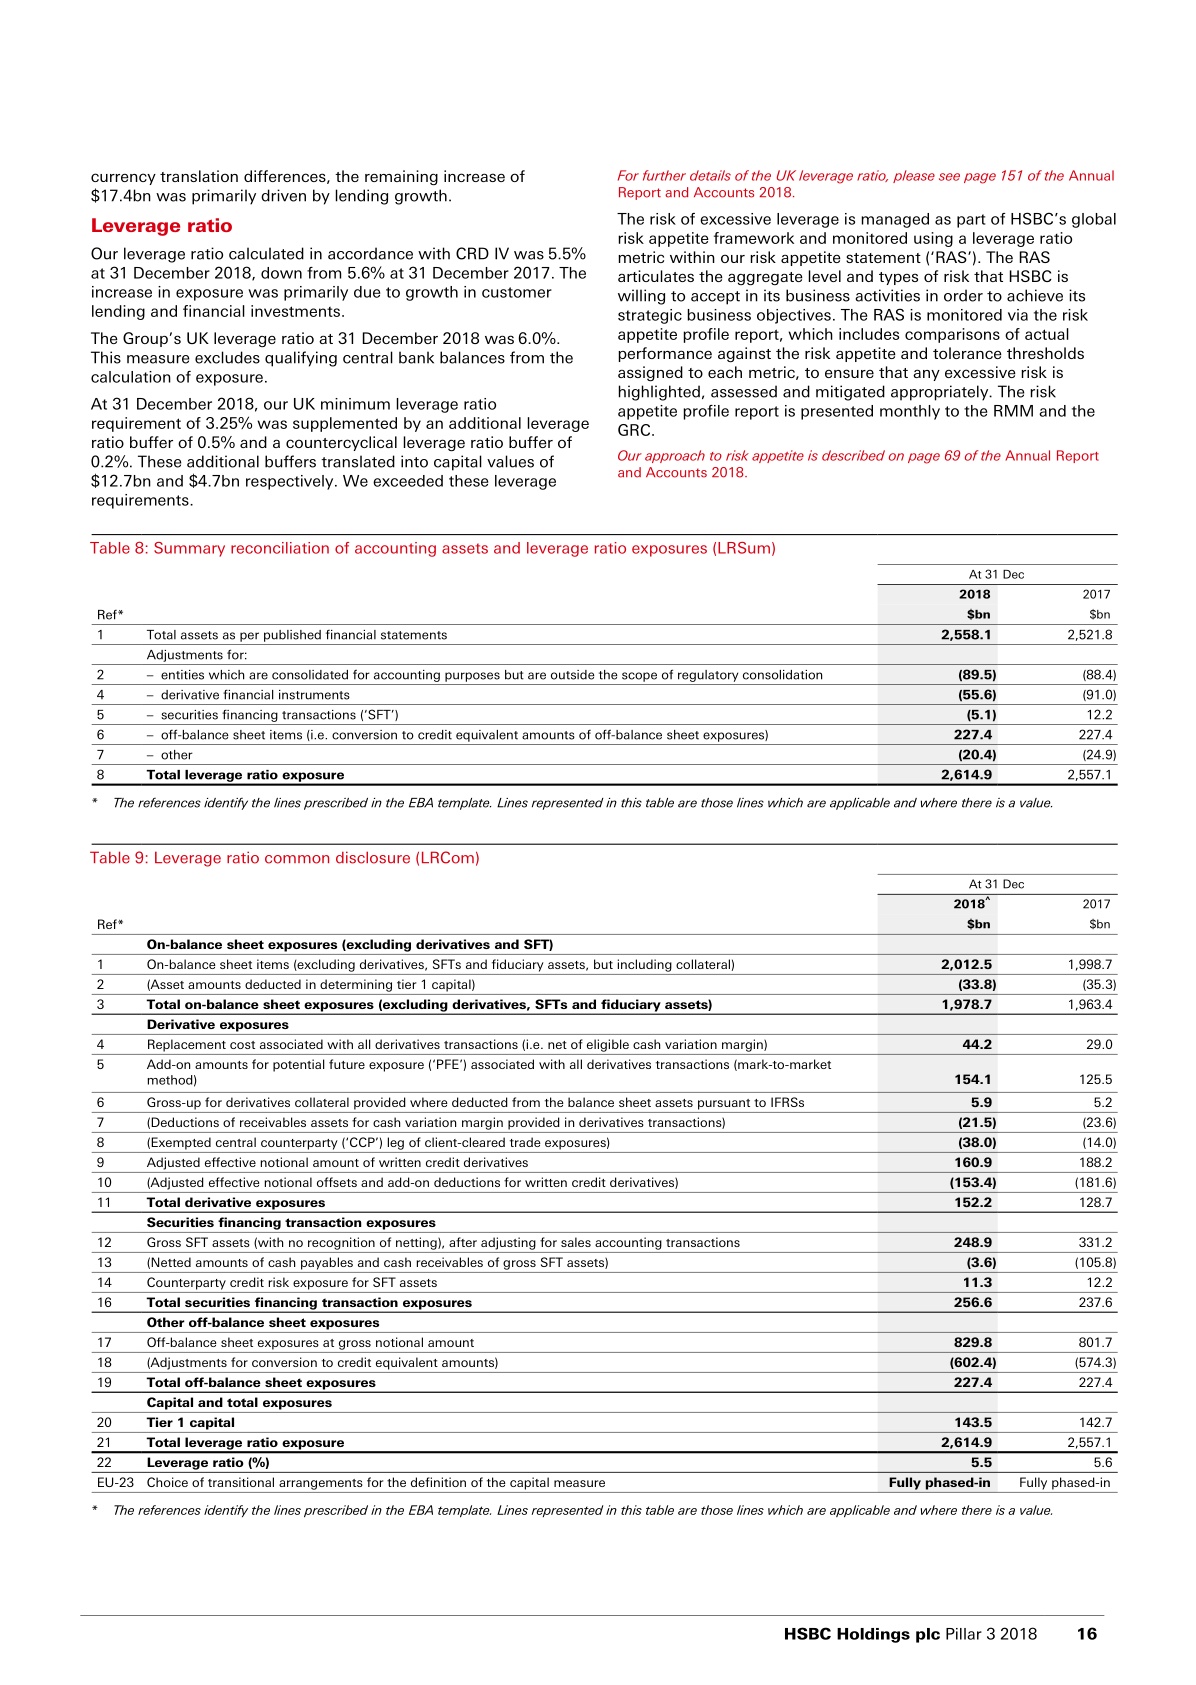 currency translation differences, the remaining increase of
$17.4bn was primarily driven by lending growth.
Leverage ratio
Our leverage ratio calculated in accordance with CRD IV was 5.5%
at 31 December 2018, down from 5.6% at 31 December 2017. The
increase in exposure was primarily due to growth in customer
lending and financial investments.
The Group's UK leverage ratio at 31 December 2018 was 6.0%.
This measure excludes qualifying central bank balances from the
calculation of exposure.
At 31 December 2018, our UK minimum leverage ratio
requirement of 3.25% was supplemented by an additional leverage
ratio buffer of 0.5% and a countercyclical leverage ratio buffer of
0.2%. These additional buffers translated into capital values of
$12.7bn and $4.7bn respectively. We exceeded these leverage
requirements.
For further details of the UK leverage ratio, please see page 151 of the Annual
Report and Accounts 2018.
The risk of excessive leverage is managed as part of HSBC's global
risk appetite framework and monitored using a leverage ratio
metric within our risk appetite statement ('RAS'). The RAS
articulates the aggregate level and types of risk that HSBC is
willing to accept in its business activities in order to achieve its
strategic business objectives. The RAS is monitored via the risk
appetite profile report, which includes comparisons of actual
performance against the risk appetite and tolerance thresholds
assigned to each metric, to ensure that any excessive risk is
highlighted, assessed and mitigated appropriately. The risk
appetite profile report is presented monthly to the RMM and the
GRC.
Our approach to risk appetite is described on page 69 of the Annual Report
and Accounts 2018.
Table 8: Summary reconciliation of accounting assets and leverage ratio exposures (LRSum)
At 31 Dec
2018 2017
Ref* $bn $bn
1 Total assets as per published financial statements 2,558.1 2,521.8
Adjustments for:
2 – entities which are consolidated for accounting purposes but are outside the scope of regulatory consolidation (89.5) (88.4)
4 – derivative financial instruments (55.6) (91.0)
5 – securities financing transactions ('SFT') (5.1) 12.2
6 – off-balance sheet items (i.e. conversion to credit equivalent amounts of off-balance sheet exposures) 227.4 227.4
7 – other (20.4) (24.9)
8 Total leverage ratio exposure 2,614.9 2,557.1
* The references identify the lines prescribed in the EBA template. Lines represented in this table are those lines which are applicable and where there is a value.
Table 9: Leverage ratio common disclosure (LRCom)
At 31 Dec
2018^ 2017
Ref* $bn $bn
On-balance sheet exposures (excluding derivatives and SFT)
1 On-balance sheet items (excluding derivatives, SFTs and fiduciary assets, but including collateral) 2,012.5 1,998.7
2 (Asset amounts deducted in determining tier 1 capital) (33.8) (35.3)
3 Total on-balance sheet exposures (excluding derivatives, SFTs and fiduciary assets) 1,978.7 1,963.4
Derivative exposures
4 Replacement cost associated with all derivatives transactions (i.e. net of eligible cash variation margin) 44.2 29.0
5 Add-on amounts for potential future exposure ('PFE') associated with all derivatives transactions (mark-to-market
method) 154.1 125.5
6 Gross-up for derivatives collateral provided where deducted from the balance sheet assets pursuant to IFRSs 5.9 5.2
7 (Deductions of receivables assets for cash variation margin provided in derivatives transactions) (21.5) (23.6)
8 (Exempted central counterparty ('CCP') leg of client-cleared trade exposures) (38.0) (14.0)
9 Adjusted effective notional amount of written credit derivatives 160.9 188.2
10 (Adjusted effective notional offsets and add-on deductions for written credit derivatives) (153.4) (181.6)
11 Total derivative exposures 152.2 128.7
Securities financing transaction exposures
12 Gross SFT assets (with no recognition of netting), after adjusting for sales accounting transactions 248.9 331.2
13 (Netted amounts of cash payables and cash receivables of gross SFT assets) (3.6) (105.8)
14 Counterparty credit risk exposure for SFT assets 11.3 12.2
16 Total securities financing transaction exposures 256.6 237.6
Other off-balance sheet exposures
17 Off-balance sheet exposures at gross notional amount 829.8 801.7
18 (Adjustments for conversion to credit equivalent amounts) (602.4) (574.3)
19 Total off-balance sheet exposures 227.4 227.4
Capital and total exposures
20 Tier 1 capital 143.5 142.7
21 Total leverage ratio exposure 2,614.9 2,557.1
22 Leverage ratio (%) 5.5 5.6
EU-23 Choice of transitional arrangements for the definition of the capital measure Fully phased-in Fully phased-in
* The references identify the lines prescribed in the EBA template. Lines represented in this table are those lines which are applicable and where there is a value.
HSBC Holdings plc Pillar 3 2018 16